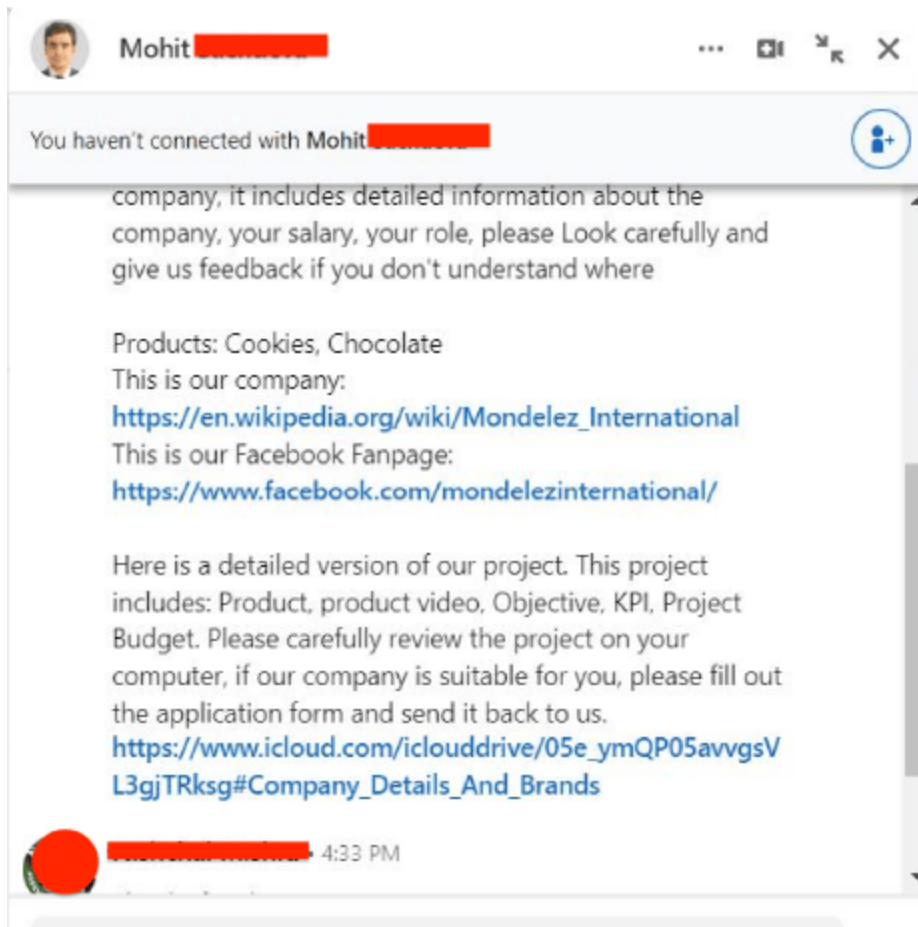 Mohit
You haven't connected with Mohit
company, it includes detailed information about the
company, your salary, your role, please Look carefully and
give us feedback if you don't understand where
Products: Cookies, Chocolate
This is our company:
https://en.wikipedia.org/wiki/Mondelez_International
This is our Facebook Fanpage:
https://www.facebook.com/mondelezinternational/
Here is a detailed version of our project. This project
includes: Product, product video, Objective, KPI, Project
Budget. Please carefully review the project on your
computer, if our company is suitable for you, please fill out
the application form and send it back to us.
https://www.icloud.com/iclouddrive/05e_ymQP05avvgsV
L3gjTRksg#Company_Details_And_Brands
• 4:33 PM